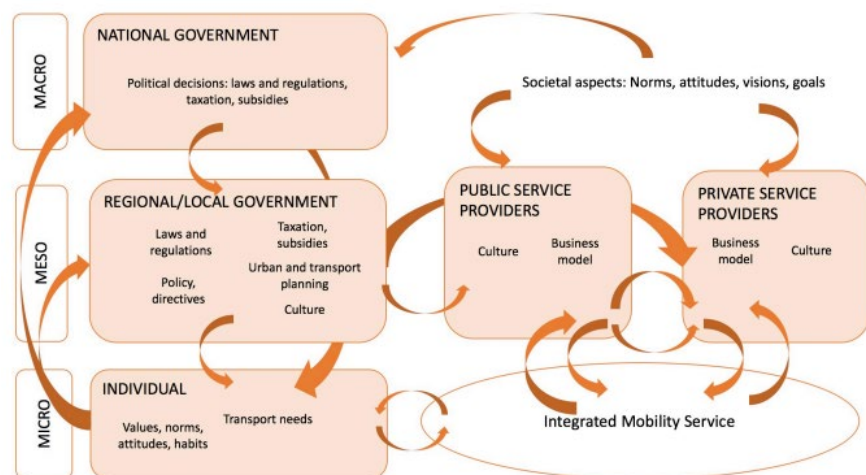 MACRO
NATIONAL GOVERNMENT
Political decisions: laws and regulations,
taxation, subsidies
Societal aspects: Norms, attitudes, visions, goals
MESO
REGIONAL/LOCAL GOVERNMENT
Laws and
regulations
Taxation,
subsidies
Policy,
directives
Urban and transport
planning
Culture
PUBLIC SERVICE
PROVIDERS
Culture
Business
model
PRIVATE SERVICE
PROVIDERS
Business
model
Culture
MICRO
INDIVIDUAL
Values, norms,
attitudes, habits
Transport needs
Integrated Mobility Service